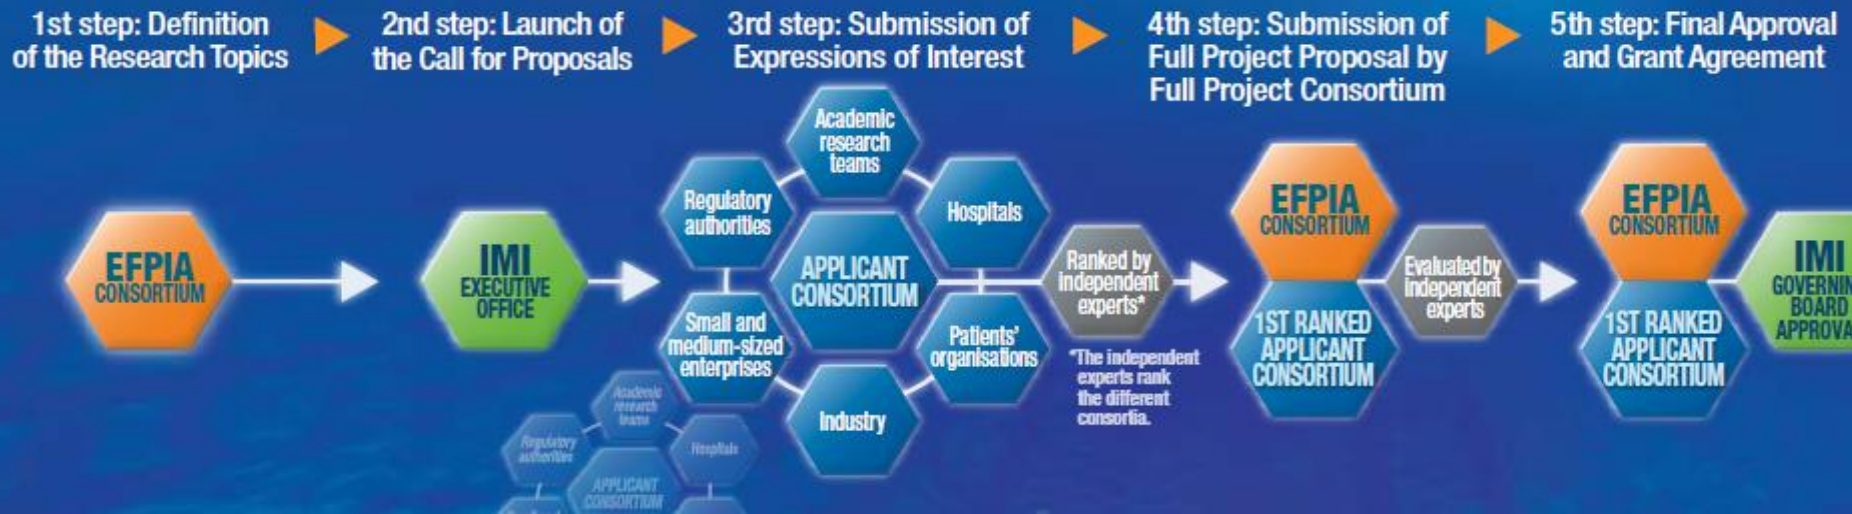 1st step: Definition
of the Research Topics
2nd step: Launch of
the Call for Proposals
3rd step: Submission of
Expressions of Interest
4th step: Submission of
Full Project Proposal by
Full Project Consortium
5th step: Final Approval
and Grant Agreement
EFPIA
CONSORTIUM
IMI
EXECUTIVE
OFFICE
Academic
research
teams
Regulatory
authorities
Hospitals
APPLICANT
CONSORTIUM
Small and
medium-sized
enterprises
Patients'
organisations
Industry
Ranked by
independent
experts*
*The independent
experts rank
the different
consortia.
EFPIA
CONSORTIUM
1ST RANKED
APPLICANT
CONSORTIUM
Evaluated by
independent
experts
EFPIA
CONSORTIUM
1ST RANKED
APPLICANT
CONSORTIUM
IMI
GOVERNIN
BOARD
APPROVA
Academic
research
teams
Regulatory
authorities
Hospitals
APPLICANT
CONSORTIUM